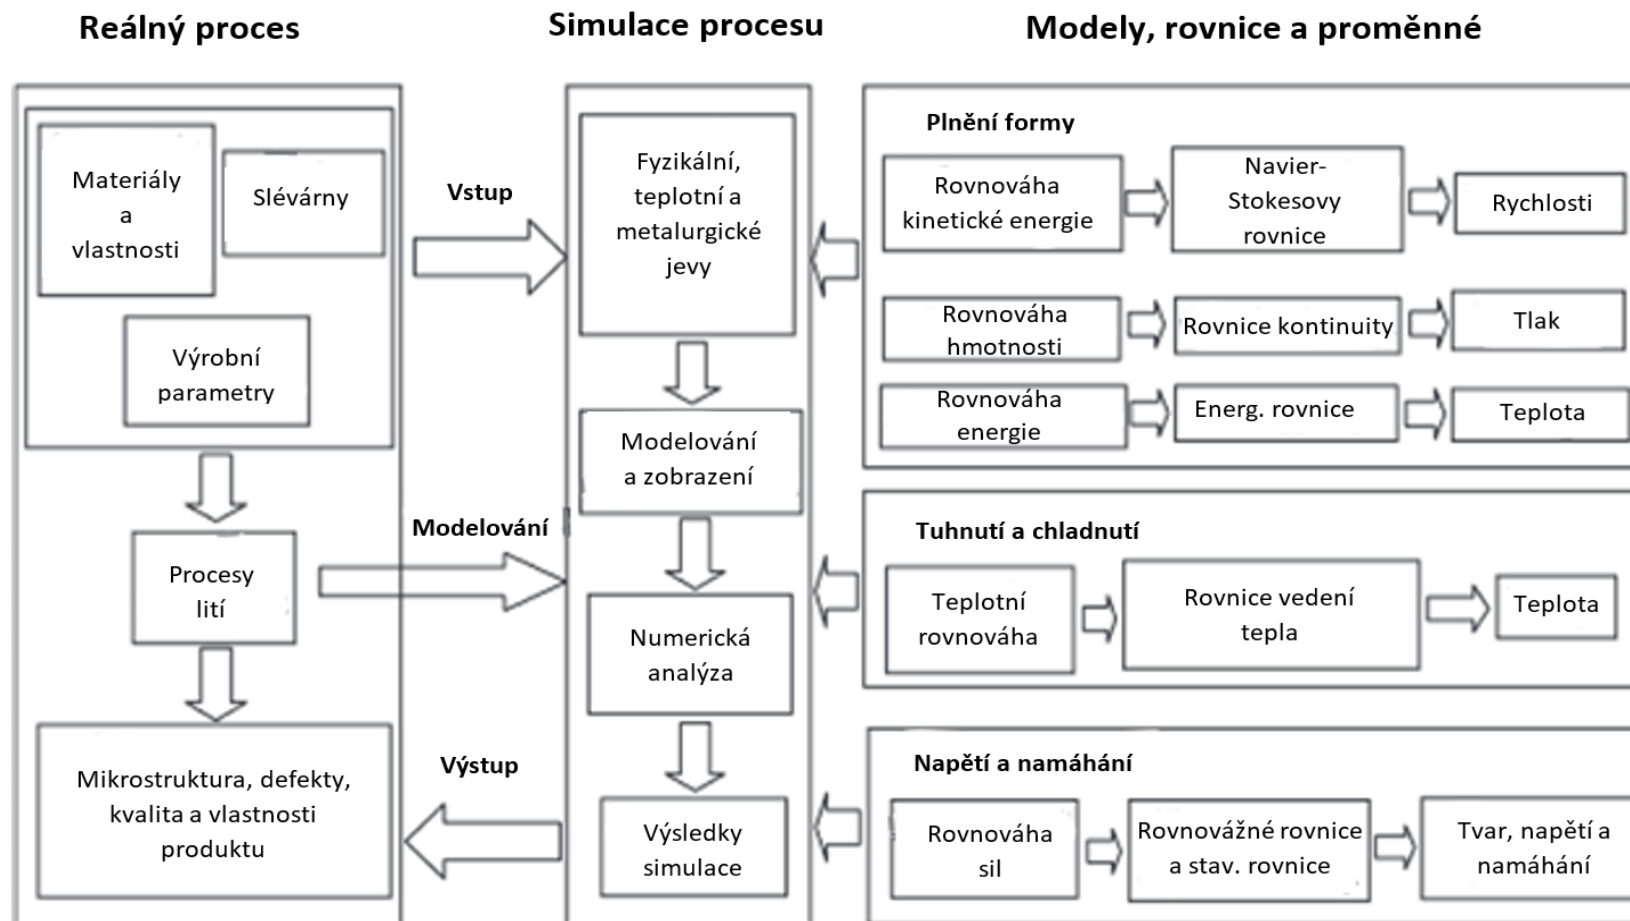 Reálný proces
Simulace procesu
Modely, rovnice a proměnné
Materiály
a
vlastnosti
Slévárny
Výrobní
parametry
Procesy
lití
Mikrostruktura, defekty,
kvalita a vlastnosti
produktu
Vstup
Modelování
Výstup
Fyzikální,
teplotní a
metalurgické
jevy
Modelování
a zobrazení
Numerická
analýza
Výsledky
simulace
Plnění formy
Rovnováha
kinetické energie
Navier-
Stokesovy
rovnice
Rychlosti
Rovnováha
hmotnosti
Rovnice kontinuity
Tlak
Rovnováha
energie
Energ. rovnice
Teplota
Tuhnutí a chladnutí
Teplotní
rovnováha
Rovnice vedení
tepla
Teplota
Napětí a namáhání
Rovnováha
sil
Rovnovážné rovnice
a stav. rovnice
Tvar, napětí a
namáhání